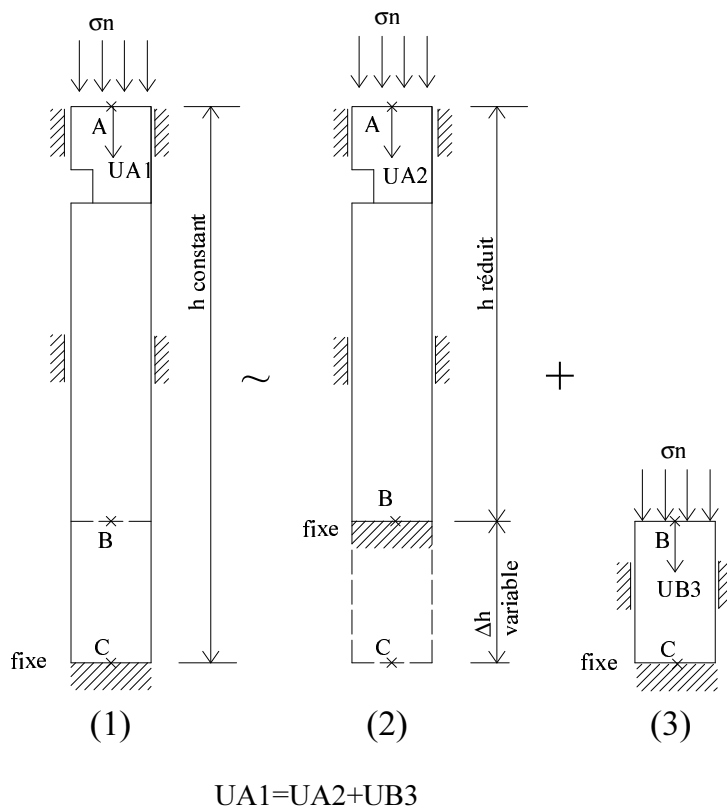 σn
σn
A
A
UA1
UA2
h constant
h réduit
~
+
σn
B
B
B
fixe
UB3
Δh
variable
C
C
C
fixe
fixe
(1)
(2)
(3)
UA1=UA2+UB3